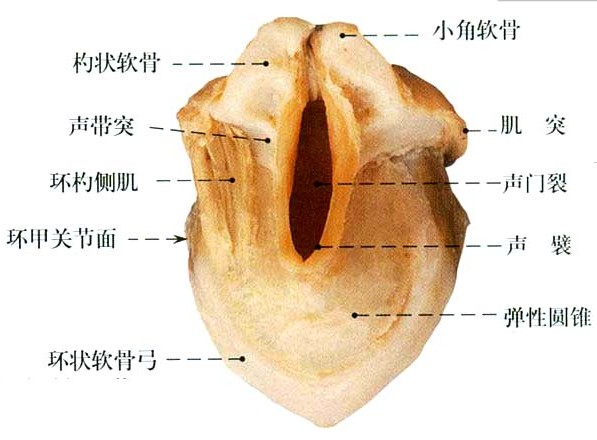 小角软骨
杓状软骨
声带突
肌 突
环杓侧肌
声门裂
环甲关节面
声 襞
弹性圆锥
环状软骨弓